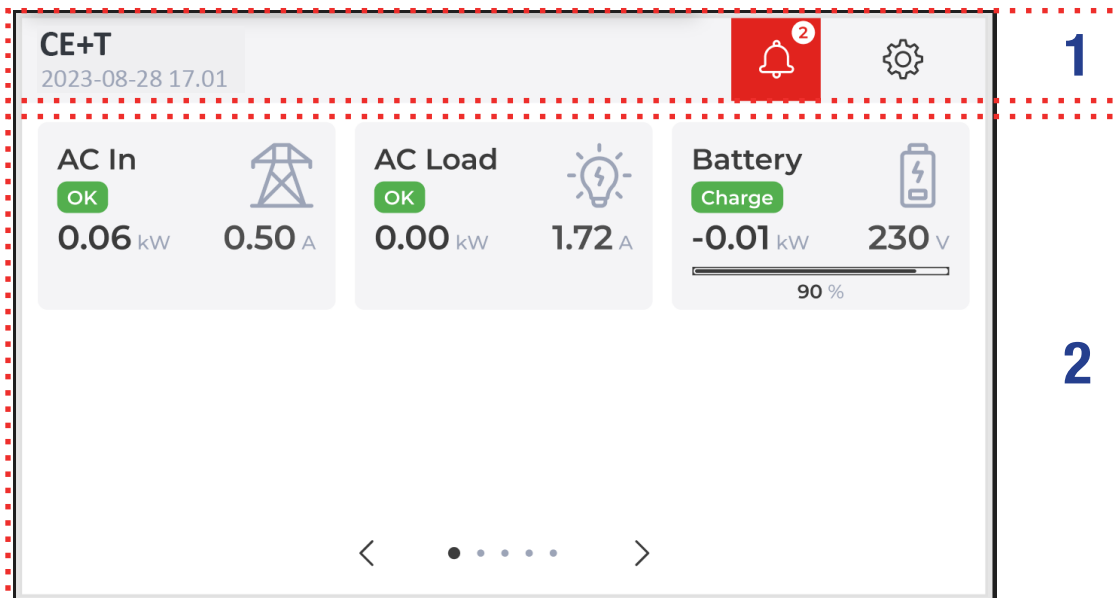 CE+T
2023-08-28 17.01
2
1
AC In
OK
0.06 kW 0.50 A
AC Load
OK
0.00 kW 1.72 A
Battery
Charge
-0.01 kW 230 V
90 %
2